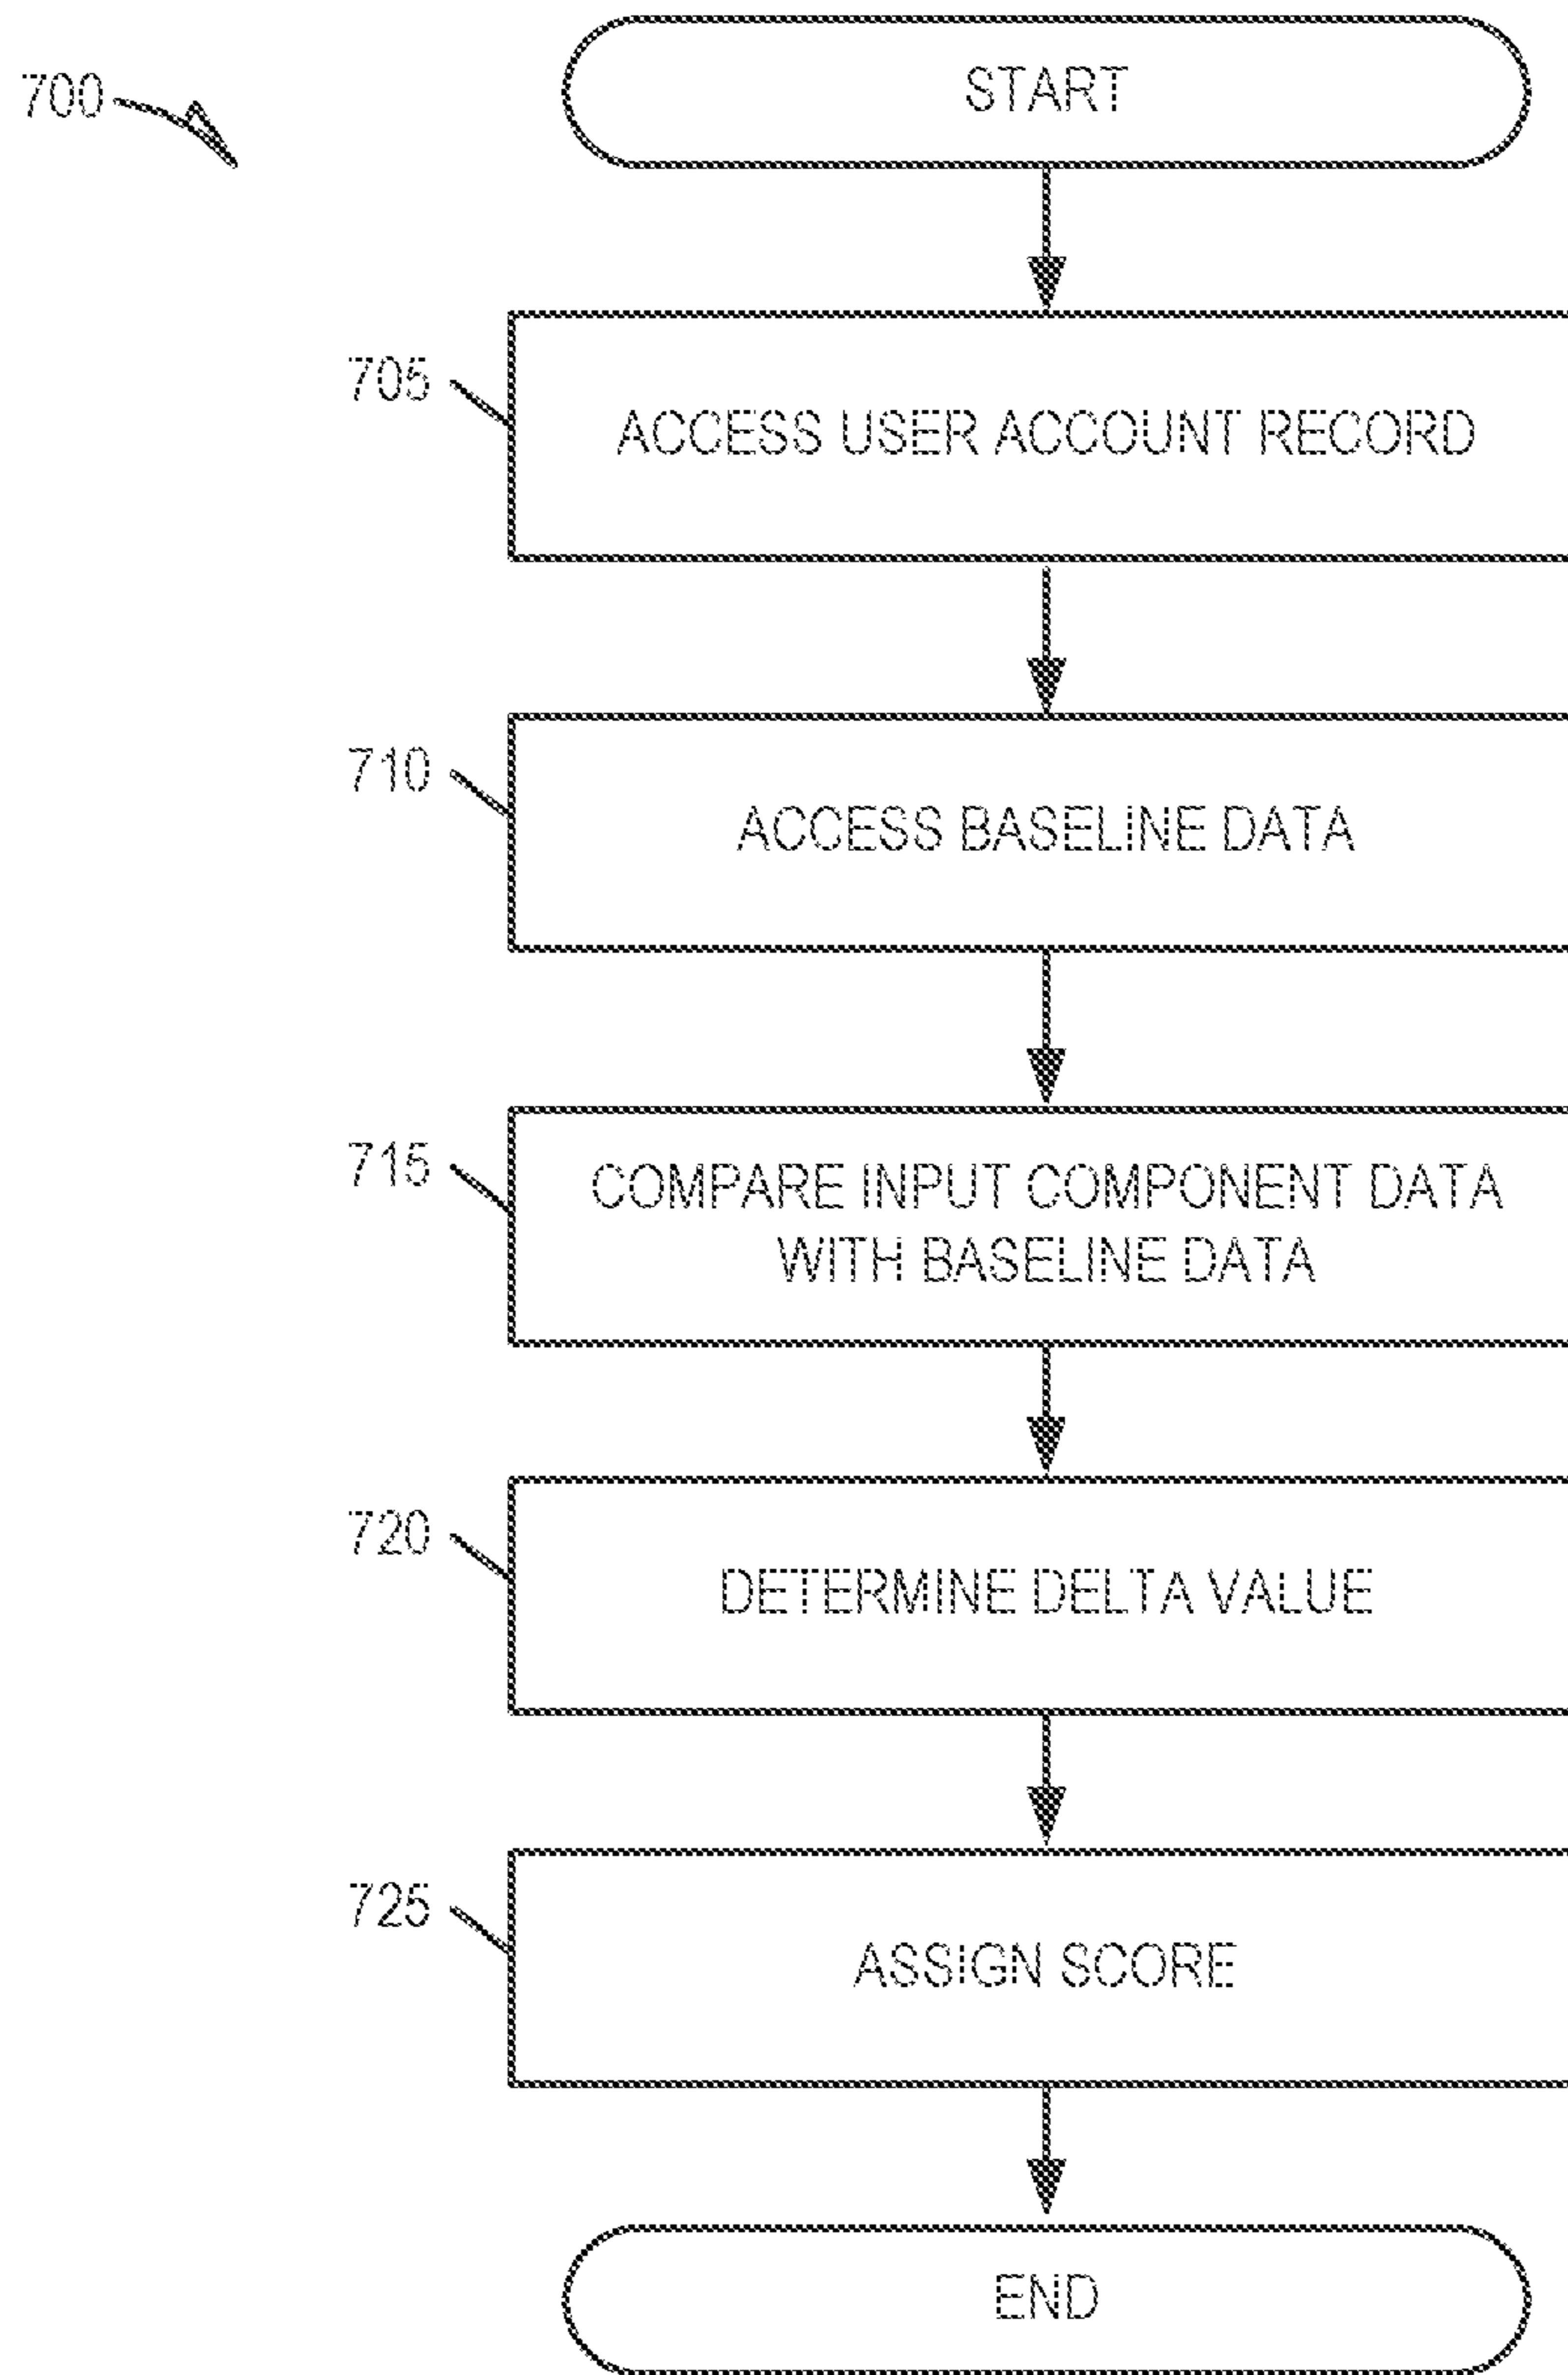 700
START
705
ACCESS USER ACCOUNT RECORD
710
ACCESS BASELINE DATA
715
COMPARE INPUT COMPONENT DATA
WITH BASELINE DATA
720
DETERMINE DELTA VALUE
725
ASSIGN SCORE
END